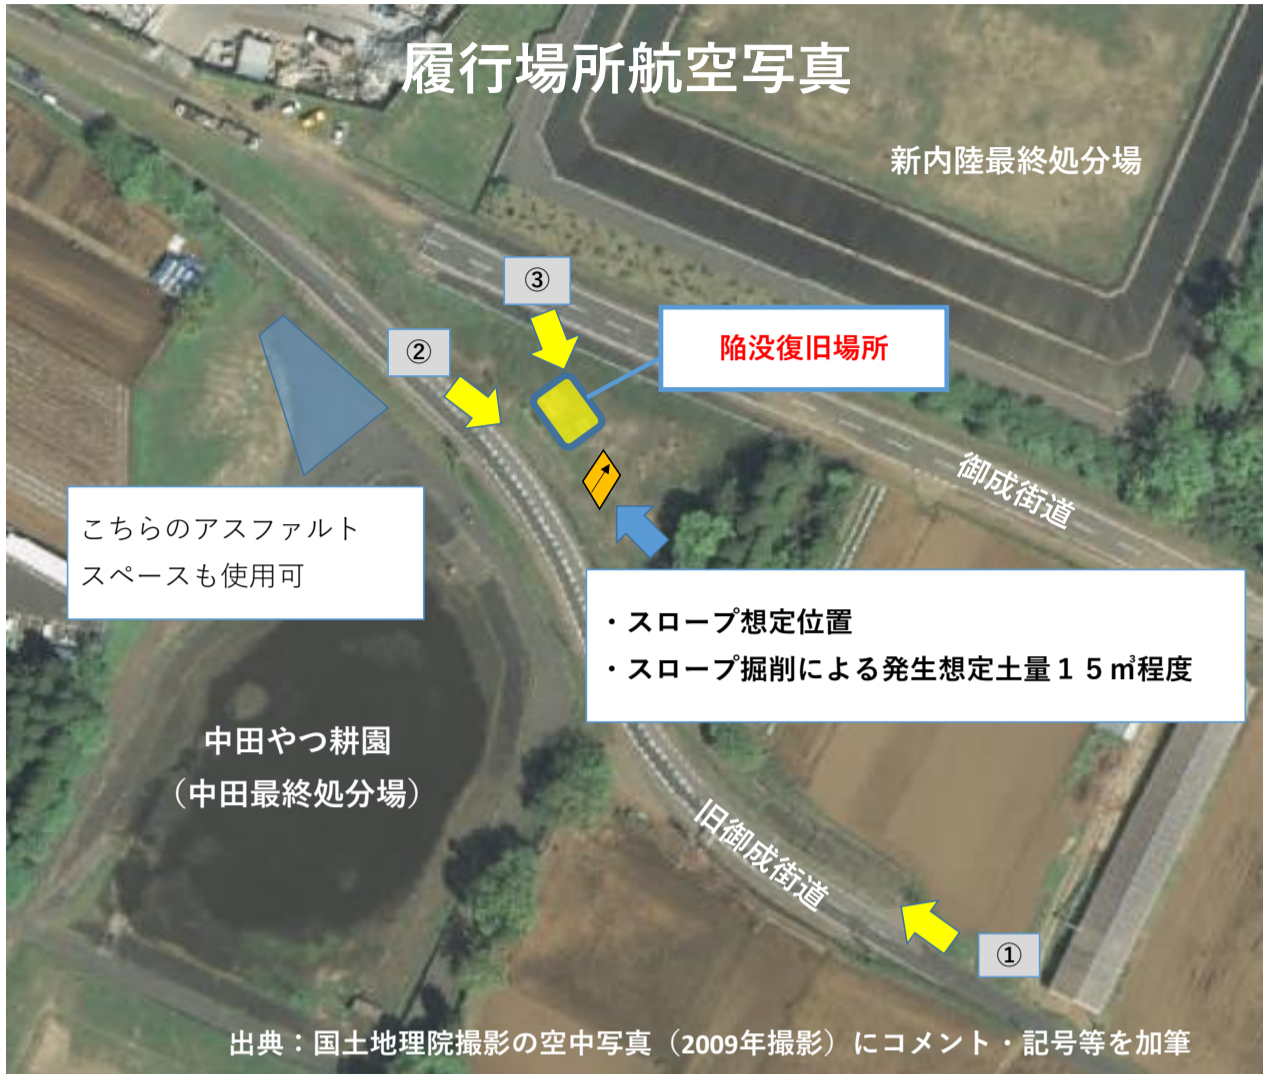 履行場所航空写真
新内陸最終処分場
③
②
陥没復旧場所
御成街道
こちらのアスファルト
スペースも使用可
・スロープ想定位置
・スロープ掘削による発生想定土量１５㎥程度
中田やつ耕園
（中田最終処分場）
旧御成街道
①
出典：国土地理院撮影の空中写真（2009年撮影）にコメント・記号等を加筆